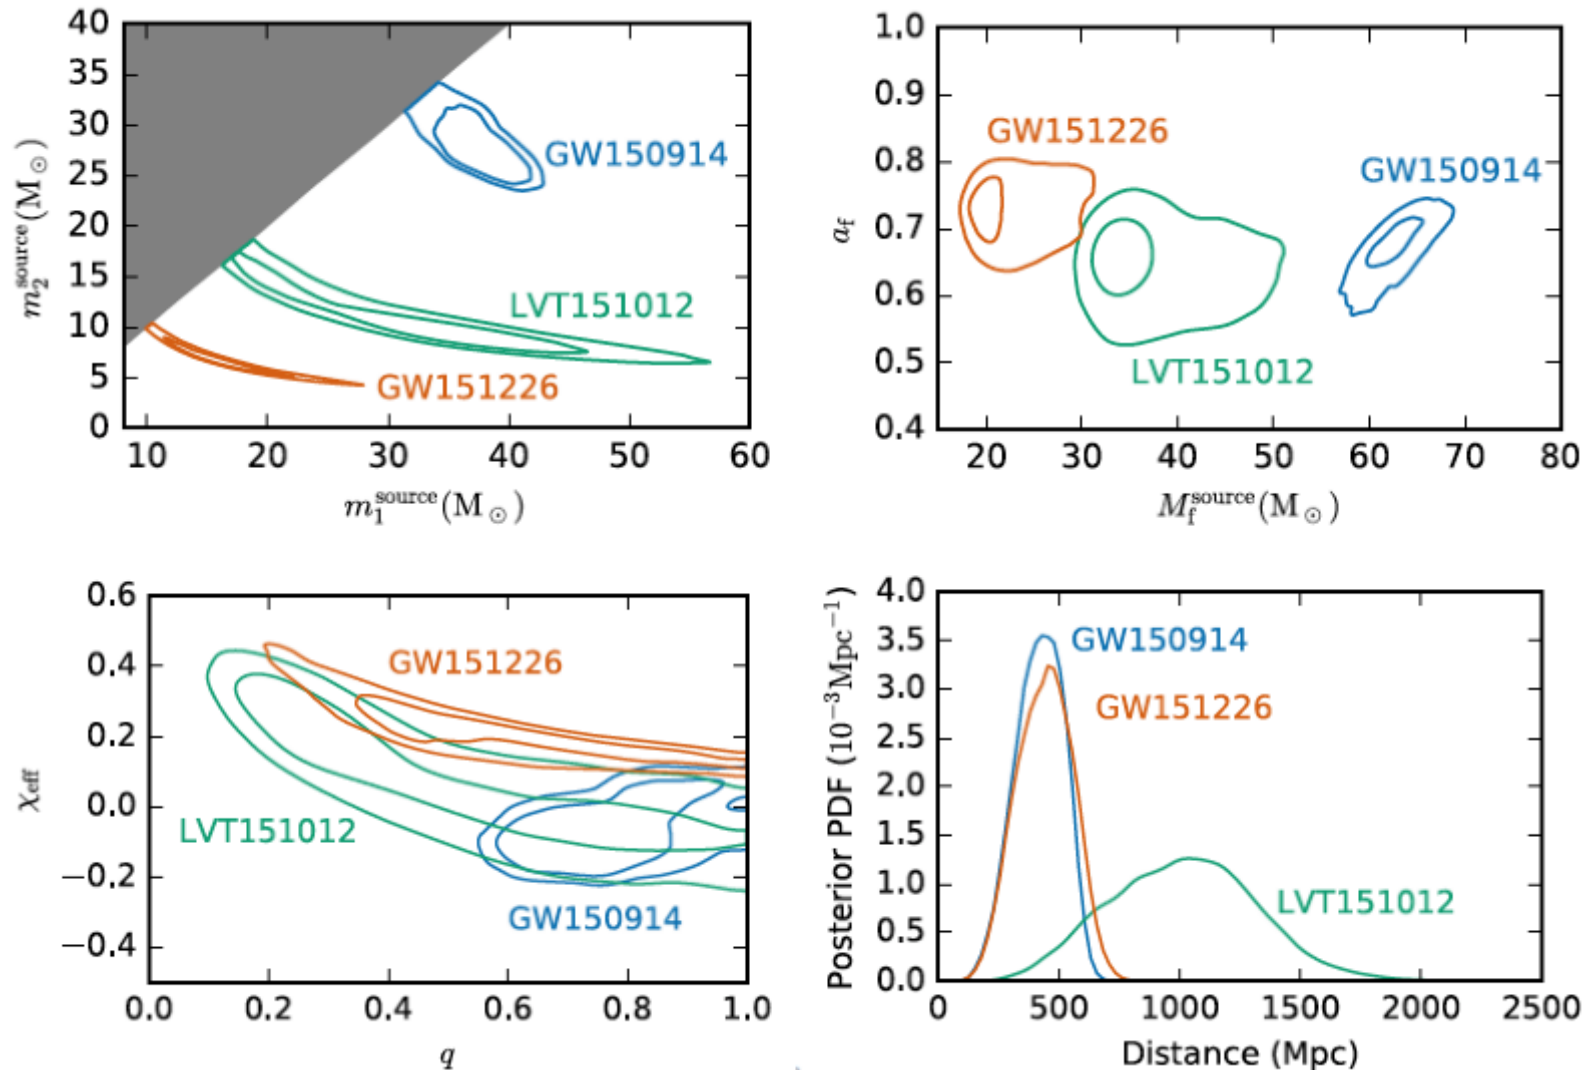 40
35
30
25
20
15
10
5
0
m₂^source (M⊙)
GW150914
LVT151012
GW151226
10 20 30 40 50 60
m₁^source (M⊙)
1.0
0.9
0.8
0.7
0.6
0.5
0.4
a_f
GW151226
GW150914
LVT151012
20 30 40 50 60 70 80
M_f^source (M⊙)
0.6
0.4
0.2
0.0
−0.2
−0.4
χ_eff
GW151226
LVT151012
GW150914
0.0 0.2 0.4 0.6 0.8 1.0
q
4.0
3.5
3.0
2.5
2.0
1.5
1.0
0.5
0.0
Posterior PDF (10⁻³Mpc⁻¹)
GW150914
GW151226
LVT151012
0 500 1000 1500 2000 2500
Distance (Mpc)